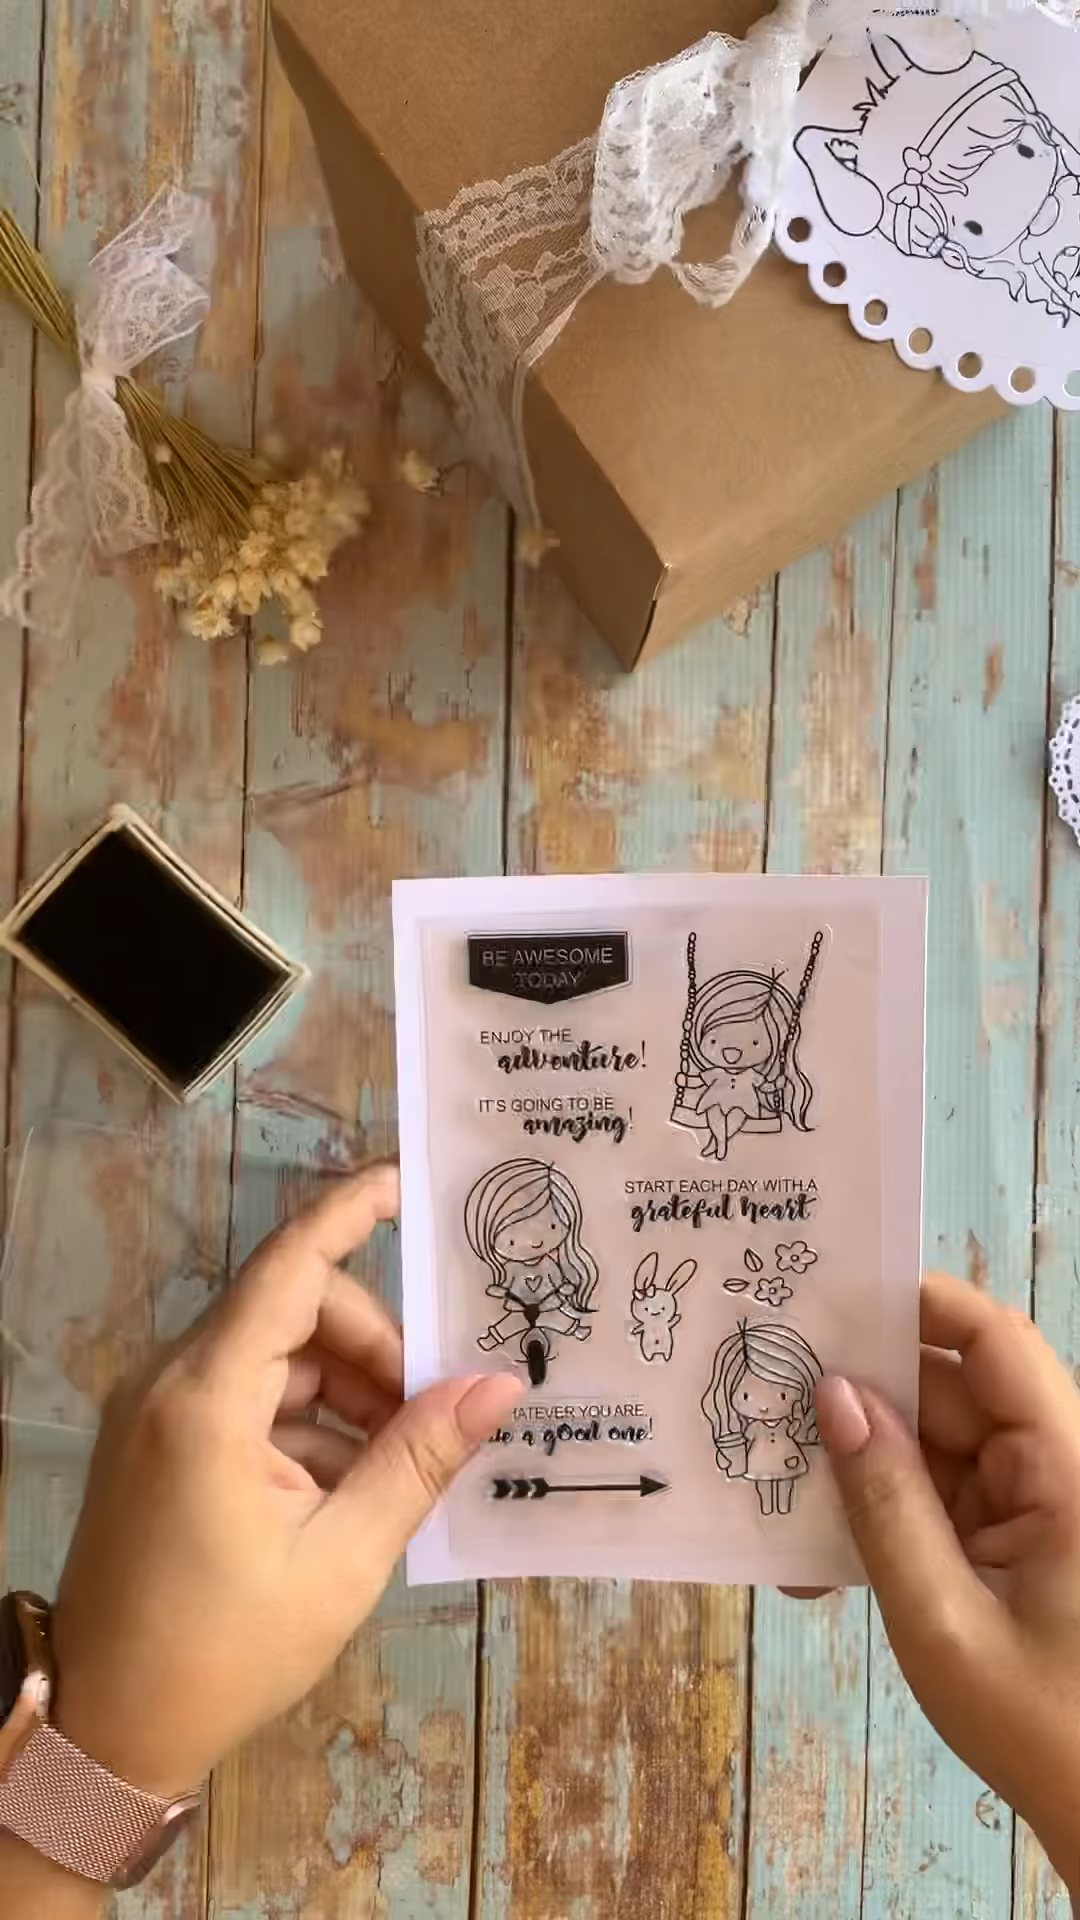 BE AWESOME
TODAY
ENJOY THE
adventure!
IT'S GOING TO BE
amazing!
START EACH DAY WITH A
grateful heart
HATEVER YOU ARE,
a good one!